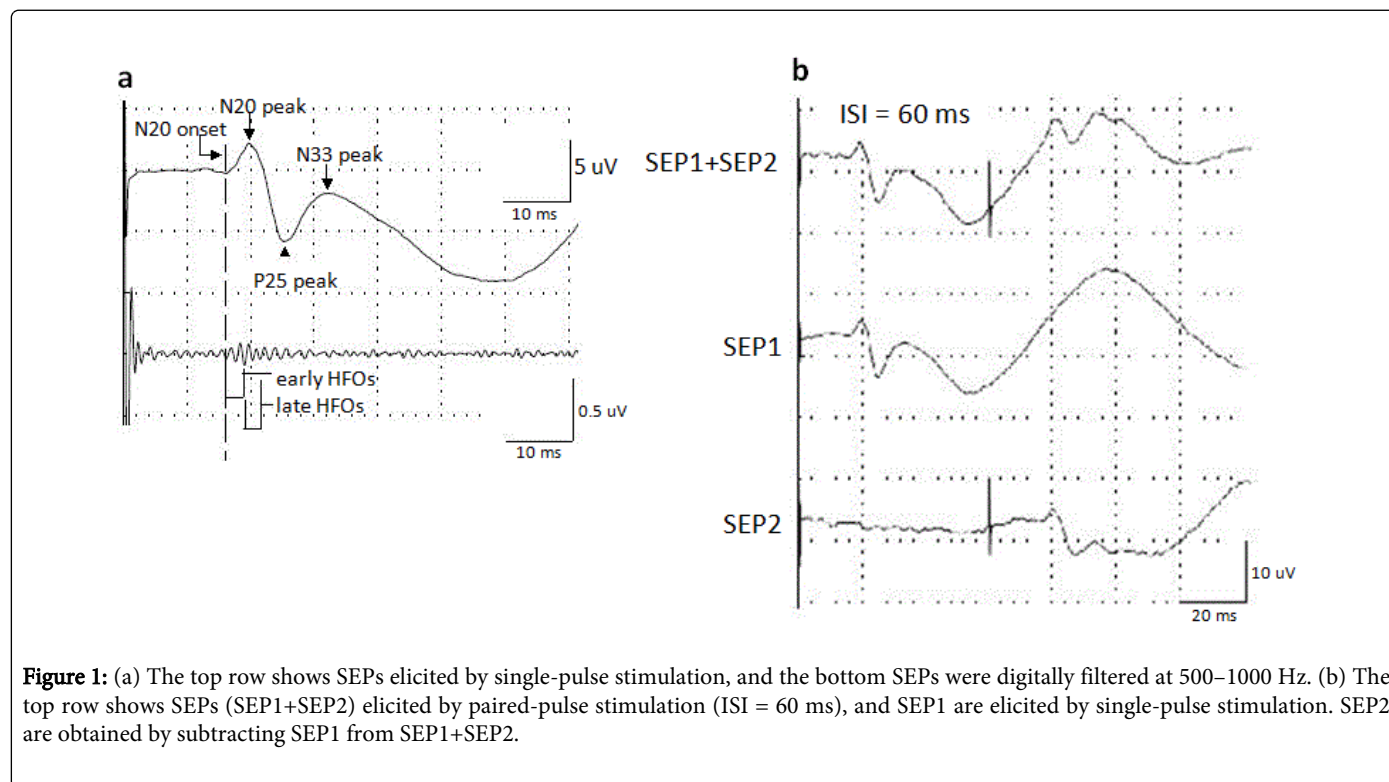 a
N20 peak
N20 onset
N33 peak
5 uV
10 ms
P25 peak
early HFOs
late HFOs
0.5 uV
10 ms
b
ISI = 60 ms
SEP1+SEP2
SEP1
SEP2
10 uV
20 ms
Figure 1: (a) The top row shows SEPs elicited by single-pulse stimulation, and the bottom SEPs were digitally filtered at 500–1000 Hz. (b) The
top row shows SEPs (SEP1+SEP2) elicited by paired-pulse stimulation (ISI = 60 ms), and SEP1 are elicited by single-pulse stimulation. SEP2
are obtained by subtracting SEP1 from SEP1+SEP2.